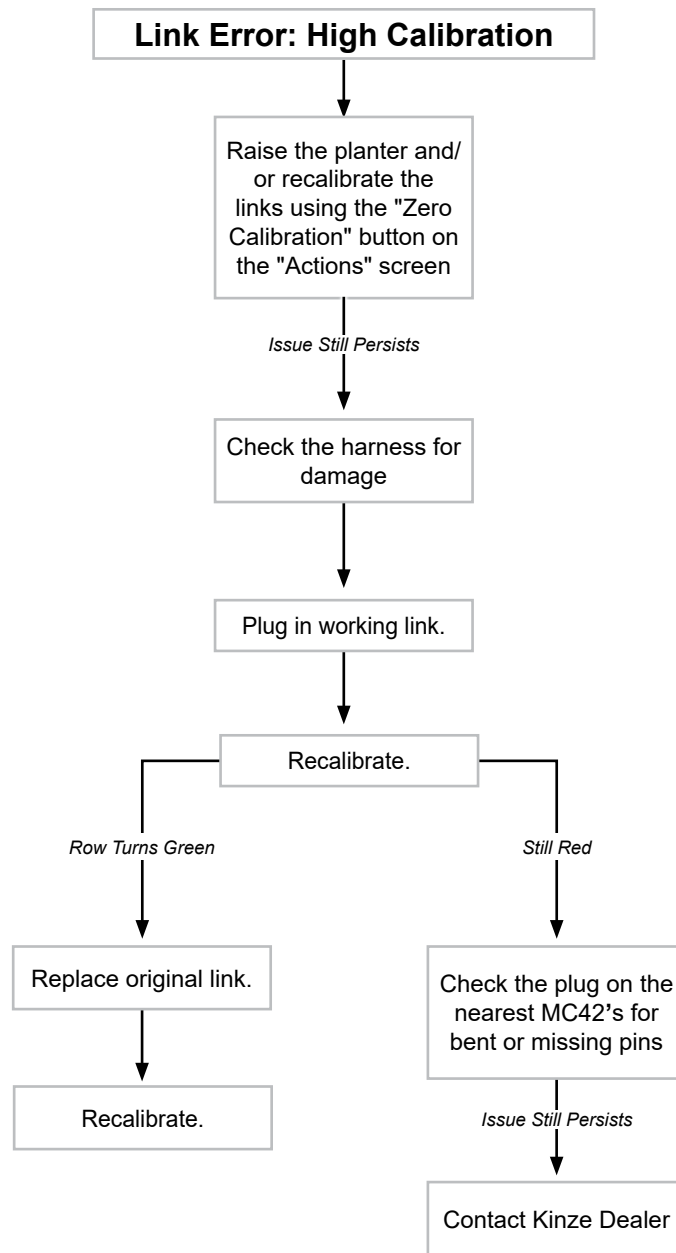 Link Error: High Calibration
Raise the planter and/
or recalibrate the
links using the "Zero
Calibration" button on
the "Actions" screen
Issue Still Persists
Check the harness for
damage
Plug in working link.
Recalibrate.
Row Turns Green
Still Red
Replace original link.
Check the plug on the
nearest MC42's for
bent or missing pins
Recalibrate.
Issue Still Persists
Contact Kinze Dealer